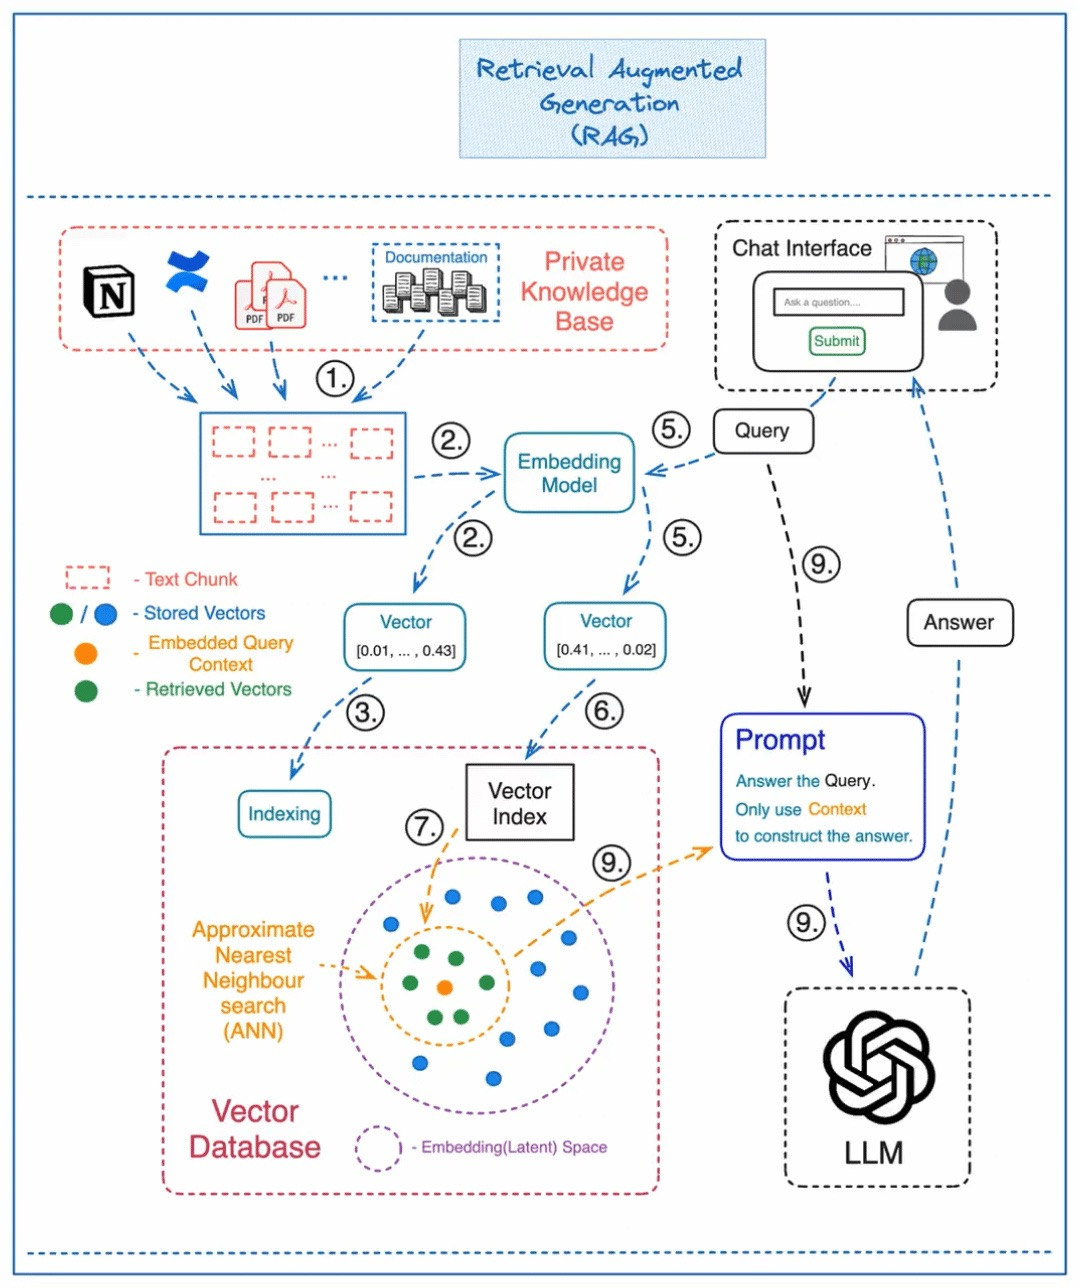 Retrieval Augmented
Generation
(RAG)
N
PDF
PDF
...
Documentation
Private
Knowledge
Base
Chat Interface
Ask a question....
Submit
1.
...
...
...
...
2.
Embedding
Model
5.
Query
2.
5.
9.
- Text Chunk
/ - Stored Vectors
- Embedded Query
Context
- Retrieved Vectors
Vector
[0.01, ... , 0.43]
Vector
[0.41, ... , 0.02]
Answer
3.
6.
Indexing
Vector
Index
Prompt
Answer the Query.
Only use Context
to construct the answer.
7.
9.
9.
Approximate
Nearest
Neighbour
search
(ANN)
Vector
Database
- Embedding(Latent) Space
LLM